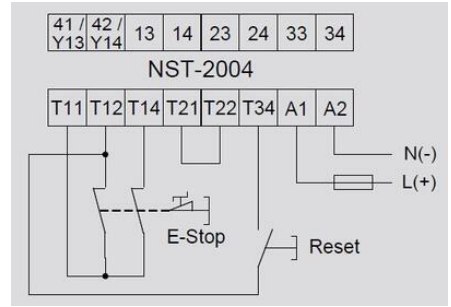 41 / 42 / 13 14 23 24 33 34
Y13 Y14
NST-2004
T11 T12 T14 T21 T22 T34 A1 A2
N(-)
L(+)
E-Stop
Reset